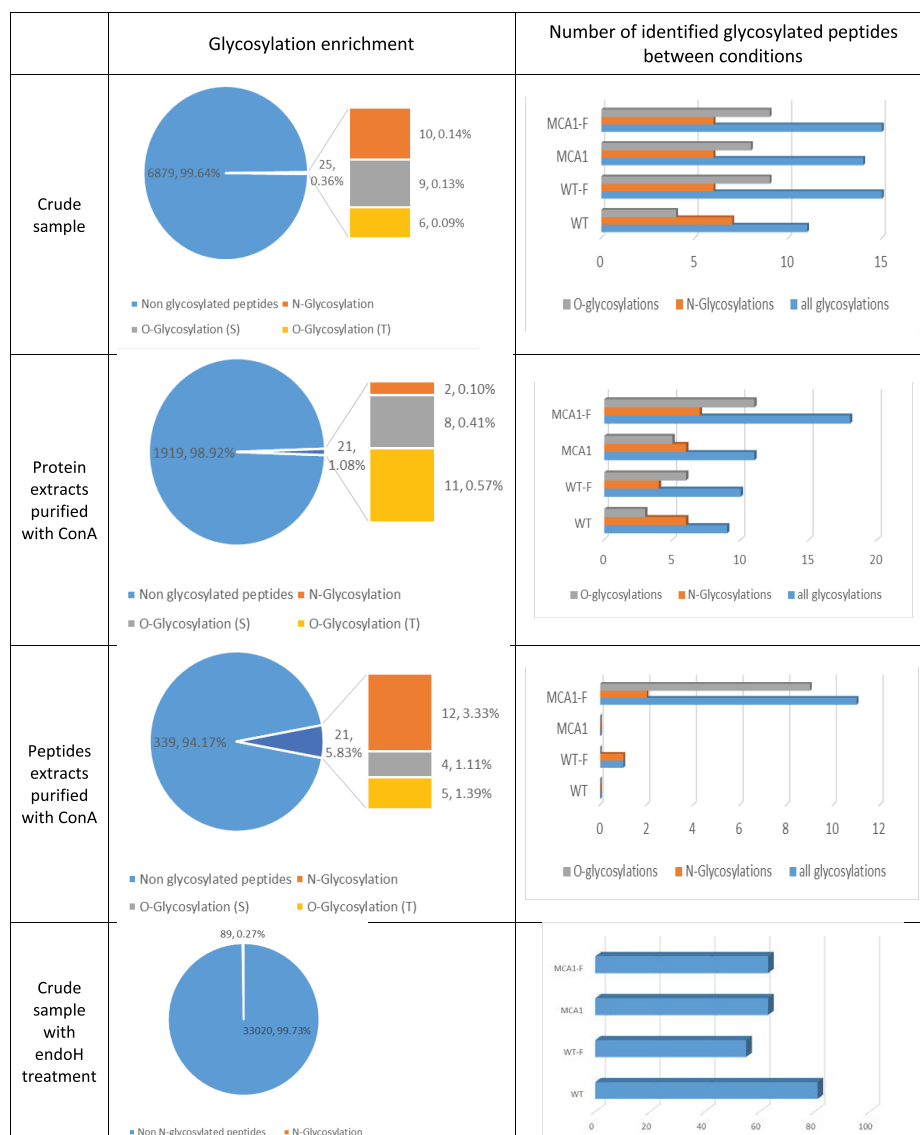 Glycosylation enrichment
Number of identified glycosylated peptides
between conditions
Crude
sample
6879, 99.64%
25,
0.36%
10, 0.14%
9, 0.13%
6, 0.09%
Non glycosylated peptides
N-Glycosylation
O-Glycosylation (S)
O-Glycosylation (T)
MCA1-F
MCA1
WT-F
WT
0 5 10 15
O-glycosylations N-Glycosylations all glycosylations
Protein
extracts
purified
with ConA
1919, 98.92%
21,
1.08%
2, 0.10%
8, 0.41%
11, 0.57%
Non glycosylated peptides
N-Glycosylation
O-Glycosylation (S)
O-Glycosylation (T)
MCA1-F
MCA1
WT-F
WT
0 5 10 15 20
O-glycosylations N-Glycosylations all glycosylations
Peptides
extracts
purified
with ConA
339, 94.17%
21,
5.83%
12, 3.33%
4, 1.11%
5, 1.39%
Non glycosylated peptides
N-Glycosylation
O-Glycosylation (S)
O-Glycosylation (T)
MCA1-F
MCA1
WT-F
WT
0 2 4 6 8 10 12
O-glycosylations N-Glycosylations all glycosylations
Crude
sample
with
endoH
treatment
89, 0.27%
33020, 99.73%
Non N-glycosylated peptides
N-Glycosylation
MCA1-F
MCA1
WT-F
WT
0 20 40 60 80 100